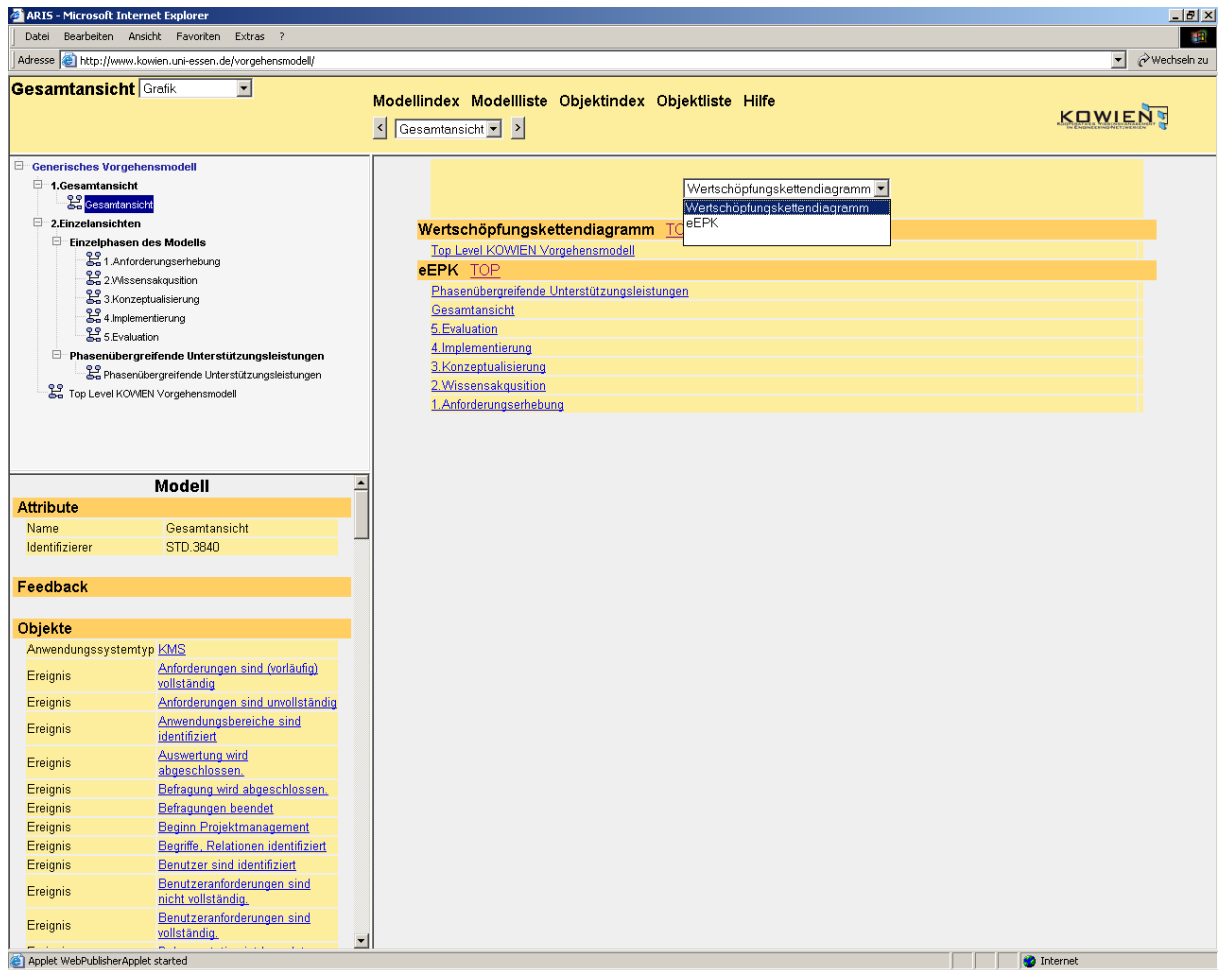 ARIS - Microsoft Internet Explorer
Datei Bearbeiten Ansicht Favoriten Extras ?
Adresse http://www.kowien.uni-essen.de/vorgehensmodell/ Wechseln zu
Gesamtansicht Grafik
Modellindex Modellliste Objektindex Objektliste Hilfe
< Gesamtansicht >
KOWIEN
Generisches Vorgehensmodell
1.Gesamtansicht
Gesamtansicht
2.Einzelansichten
Einzelphasen des Modells
1.Anforderungserhebung
2.Wissensakqusition
3.Konzeptualisierung
4.Implementierung
5.Evaluation
Phasenübergreifende Unterstützungsleistungen
Phasenübergreifende Unterstützungsleistungen
Top Level KOWIEN Vorgehensmodell
Wertschöpfungskettendiagramm
Wertschöpfungskettendiagramm
eEPK
Wertschöpfungskettendiagramm
Top Level KOWIEN Vorgehensmodell
eEPK TOP
Phasenübergreifende Unterstützungsleistungen
Gesamtansicht
5.Evaluation
4.Implementierung
3.Konzeptualisierung
2.Wissensakqusition
1.Anforderungserhebung
Modell
Attribute
Name Gesamtansicht
Identifizierer STD.3840
Feedback
Objekte
Anwendungssystemtyp KMS
Ereignis Anforderungen sind (vorläufig)
vollständig
Ereignis Anforderungen sind unvollständig
Ereignis Anwendungsbereiche sind
identifiziert
Ereignis Auswertung wird
abgeschlossen.
Ereignis Befragung wird abgeschlossen.
Ereignis Befragungen beendet
Ereignis Beginn Projektmanagement
Ereignis Begriffe, Relationen identifiziert
Ereignis Benutzer sind identifiziert
Ereignis Benutzeranforderungen sind
nicht vollständig.
Ereignis Benutzeranforderungen sind
vollständig.
Applet WebPublisherApplet started Internet